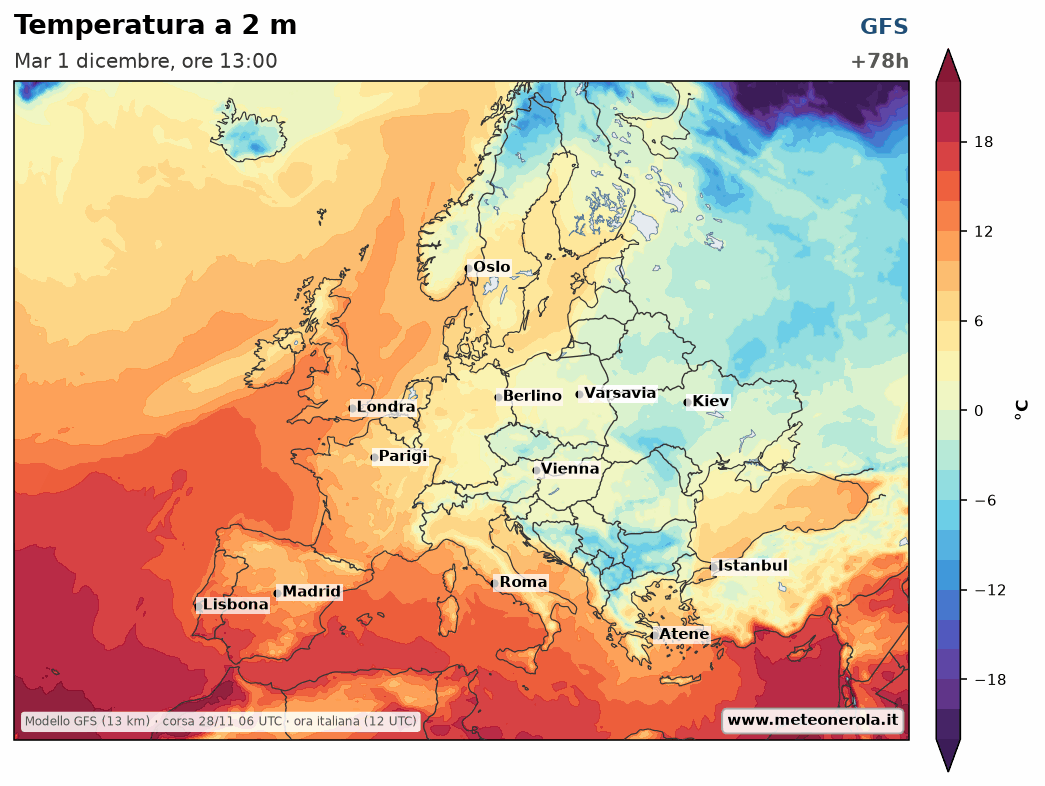 Temperatura a 2 m
GFS
Mar 1 dicembre, ore 13:00
+78h
Oslo
Berlino
Varsavia
Kiev
Londra
Parigi
Vienna
Istanbul
Roma
Madrid
Lisbona
Atene
Modello GFS (13 km) · corsa 28/11 06 UTC · ora italiana (12 UTC)
www.meteonerola.it
18
12
6
0
−6
−12
−18
°C